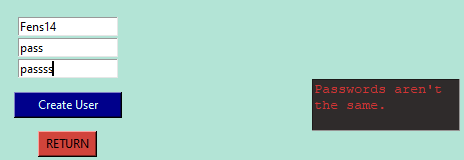 Fens14
pass
passss
Create User
RETURN
Passwords aren't
the same.